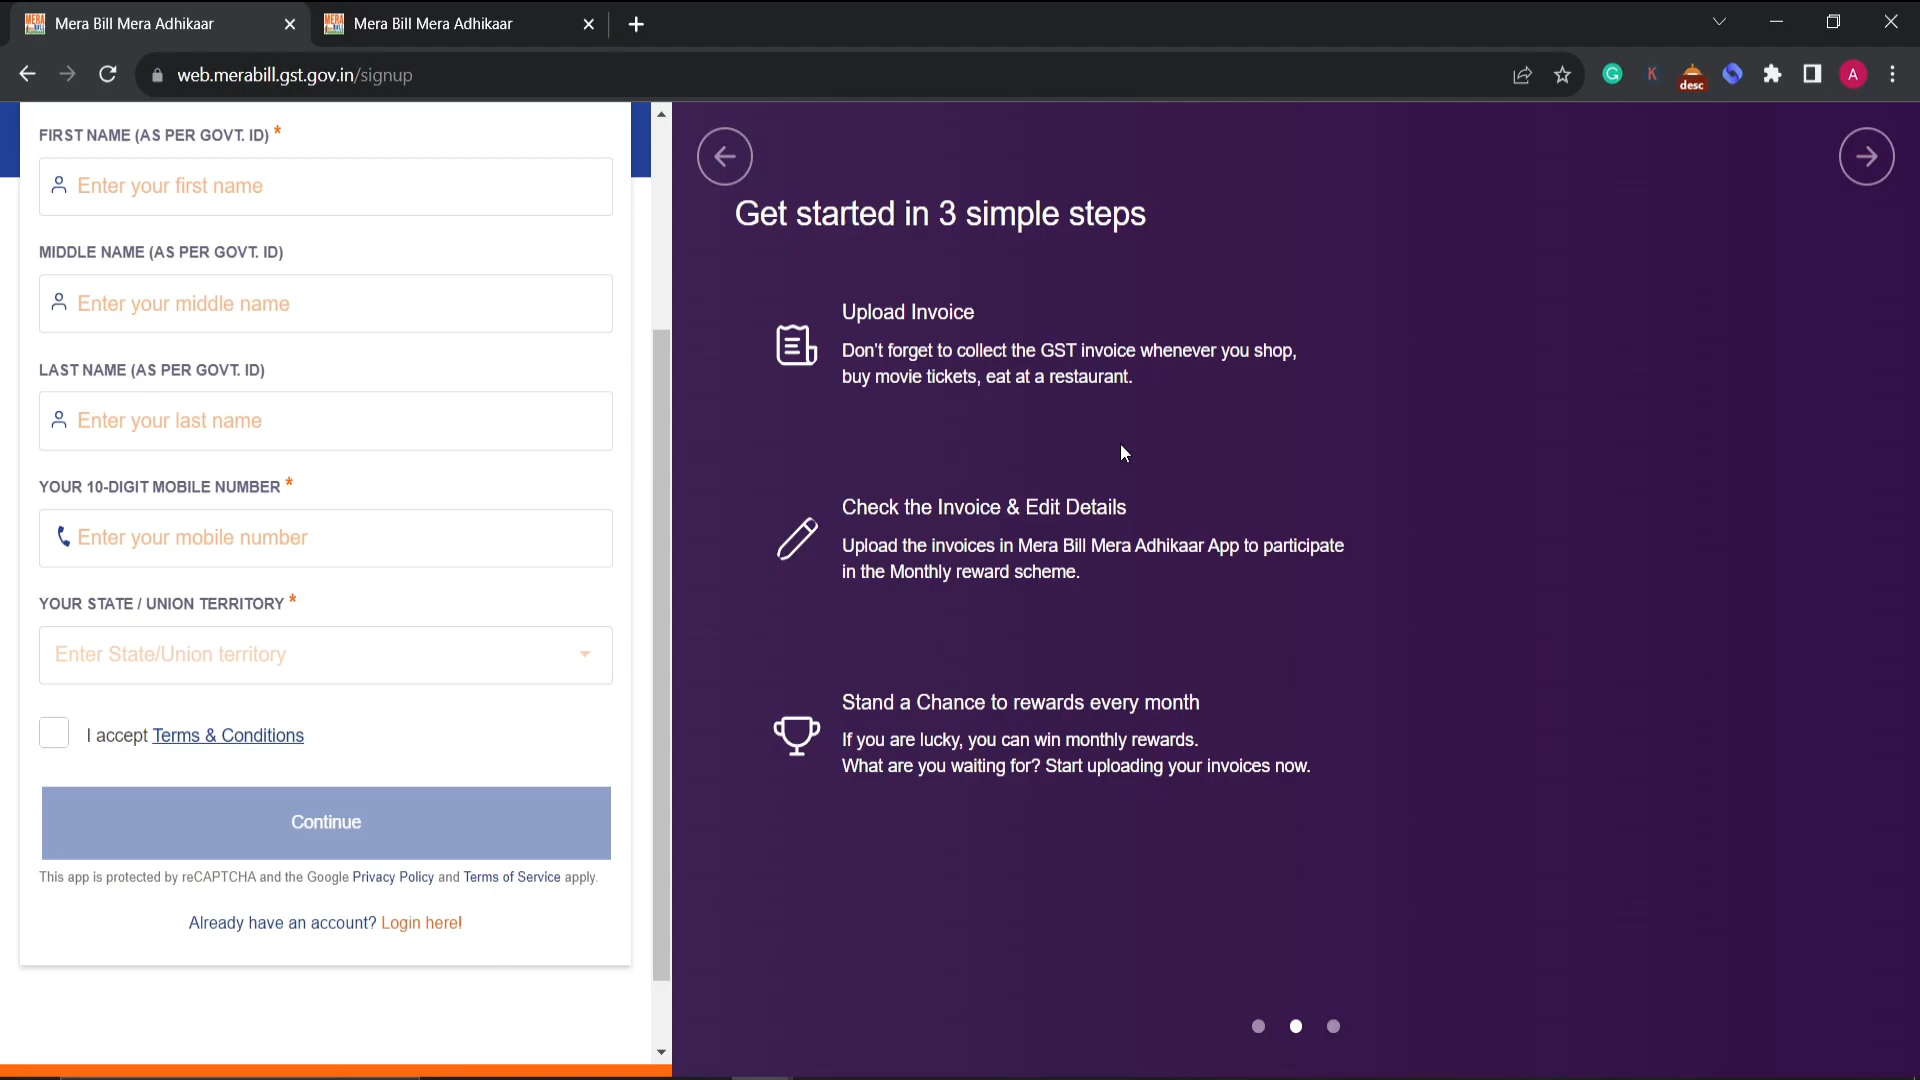 Mera Bill Mera Adhikaar
Mera Bill Mera Adhikaar
web.merabill.gst.gov.in/signup
K
desc
A
FIRST NAME (AS PER GOVT. ID) *
Enter your first name
MIDDLE NAME (AS PER GOVT. ID)
Enter your middle name
LAST NAME (AS PER GOVT. ID)
Enter your last name
YOUR 10-DIGIT MOBILE NUMBER *
Enter your mobile number
YOUR STATE / UNION TERRITORY *
Enter State/Union territory
I accept Terms & Conditions
Continue
This app is protected by reCAPTCHA and the Google Privacy Policy and Terms of Service apply.
Already have an account? Login here!
Get started in 3 simple steps
Upload Invoice
Don't forget to collect the GST invoice whenever you shop,
buy movie tickets, eat at a restaurant.
Check the Invoice & Edit Details
Upload the invoices in Mera Bill Mera Adhikaar App to participate
in the Monthly reward scheme.
Stand a Chance to rewards every month
If you are lucky, you can win monthly rewards.
What are you waiting for? Start uploading your invoices now.